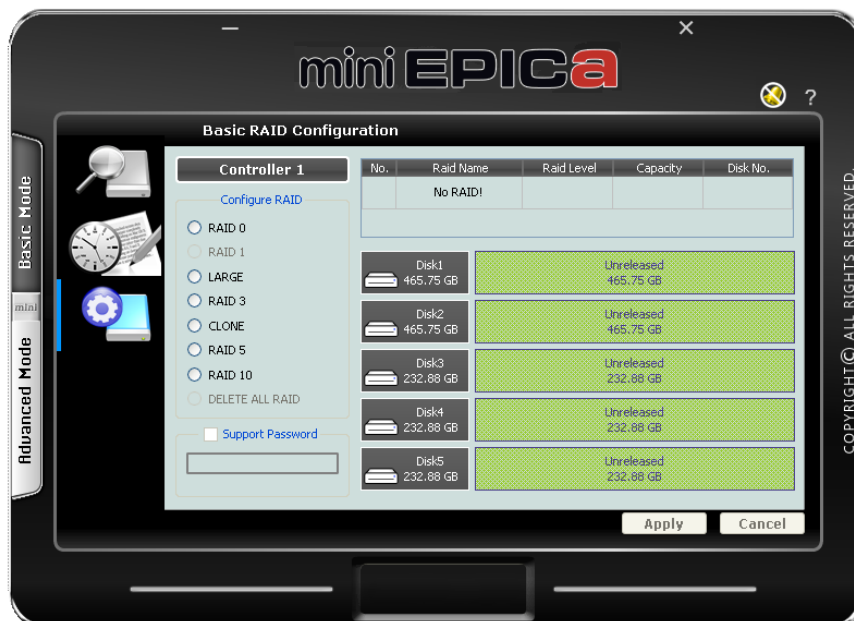 mini EPICa
?
Basic RAID Configuration
Basic Mode
mini
Advanced Mode
Controller 1
Configure RAID
RAID 0
RAID 1
LARGE
RAID 3
CLONE
RAID 5
RAID 10
DELETE ALL RAID
Support Password
No. Raid Name Raid Level Capacity Disk No.
No RAID!
Disk1 Unreleased
465.75 GB 465.75 GB
Disk2 Unreleased
465.75 GB 465.75 GB
Disk3 Unreleased
232.88 GB 232.88 GB
Disk4 Unreleased
232.88 GB 232.88 GB
Disk5 Unreleased
232.88 GB 232.88 GB
Apply Cancel
COPYRIGHT© ALL RIGHTS RESERVED.